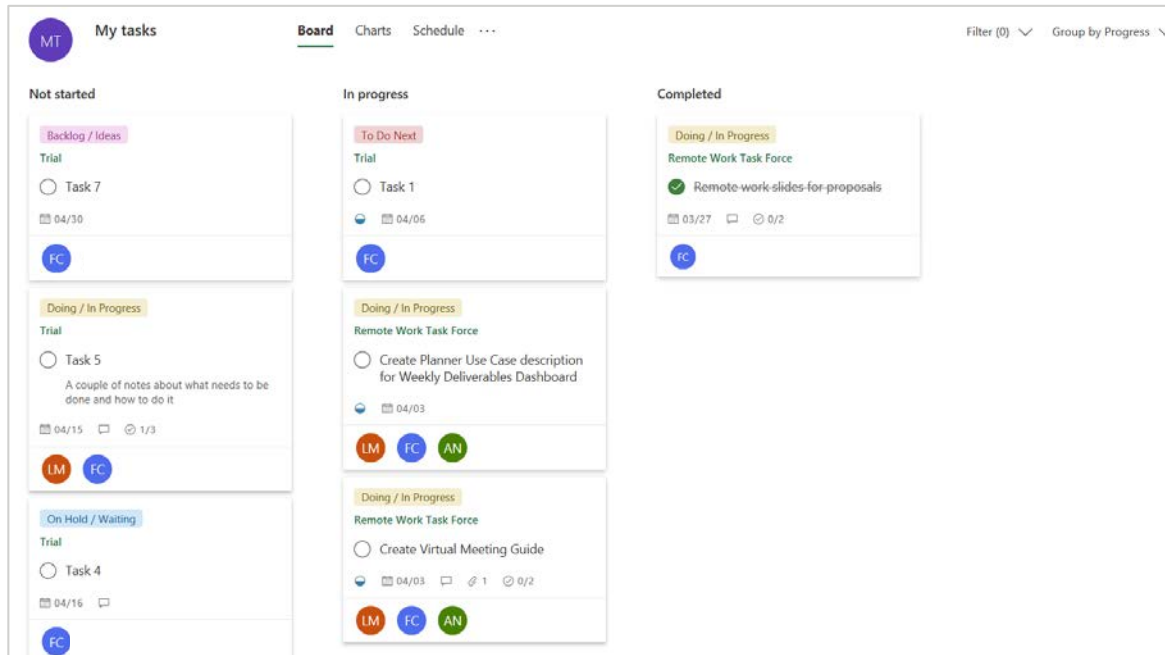 MT
My tasks
Board Charts Schedule ...
Filter (0)
Group by Progress
Not started
Backlog / Ideas
Trial
Task 7
04/30
FC
Doing / In Progress
Trial
Task 5
A couple of notes about what needs to be
done and how to do it
04/15 1/3
LM FC
On Hold / Waiting
Trial
Task 4
04/16
FC
In progress
To Do Next
Trial
Task 1
04/06
FC
Doing / In Progress
Remote Work Task Force
Create Planner Use Case description
for Weekly Deliverables Dashboard
04/03
LM FC AN
Doing / In Progress
Remote Work Task Force
Create Virtual Meeting Guide
04/03 1 0/2
LM FC AN
Completed
Doing / In Progress
Remote Work Task Force
Remote work slides for proposals
03/27 0/2
FC